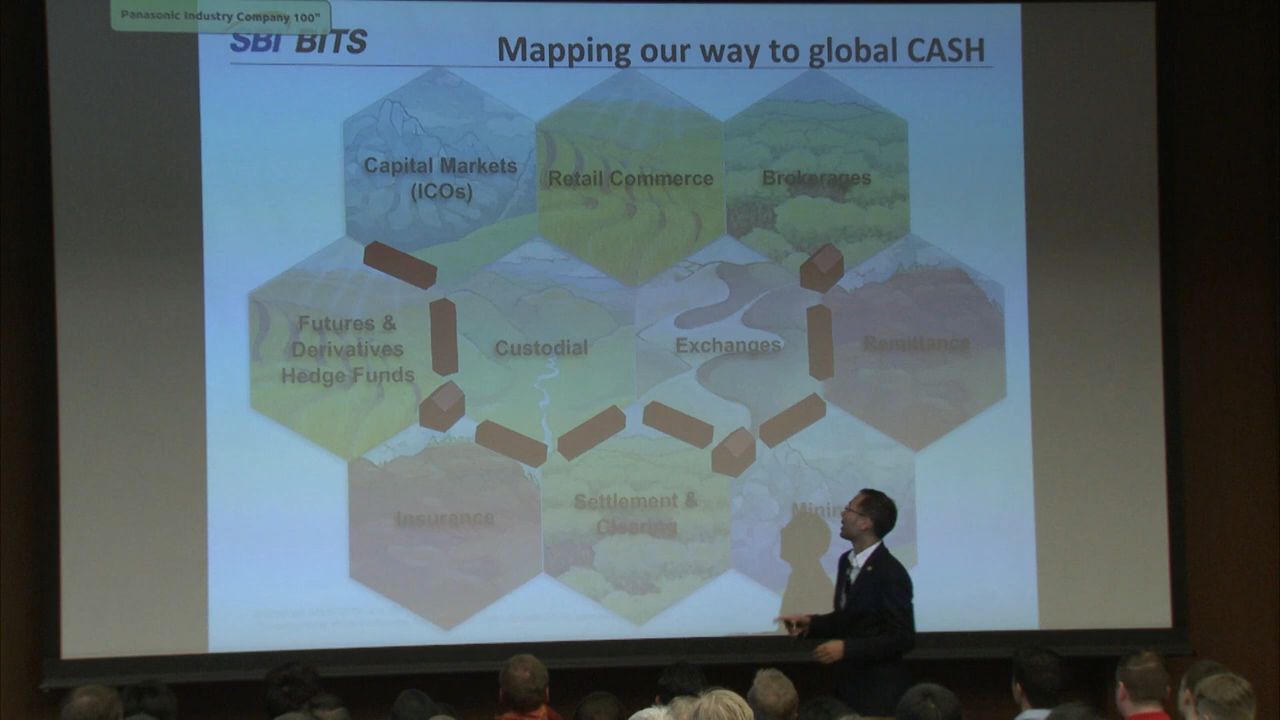 Panasonic Industry Company 100"
SBI BITS
Mapping our way to global CASH
Capital Markets
(ICOs)
Retail Commerce
Brokerages
Futures &
Derivatives
Hedge Funds
Custodial
Exchanges
Remittance
Insurance
Settlement &
Clearing